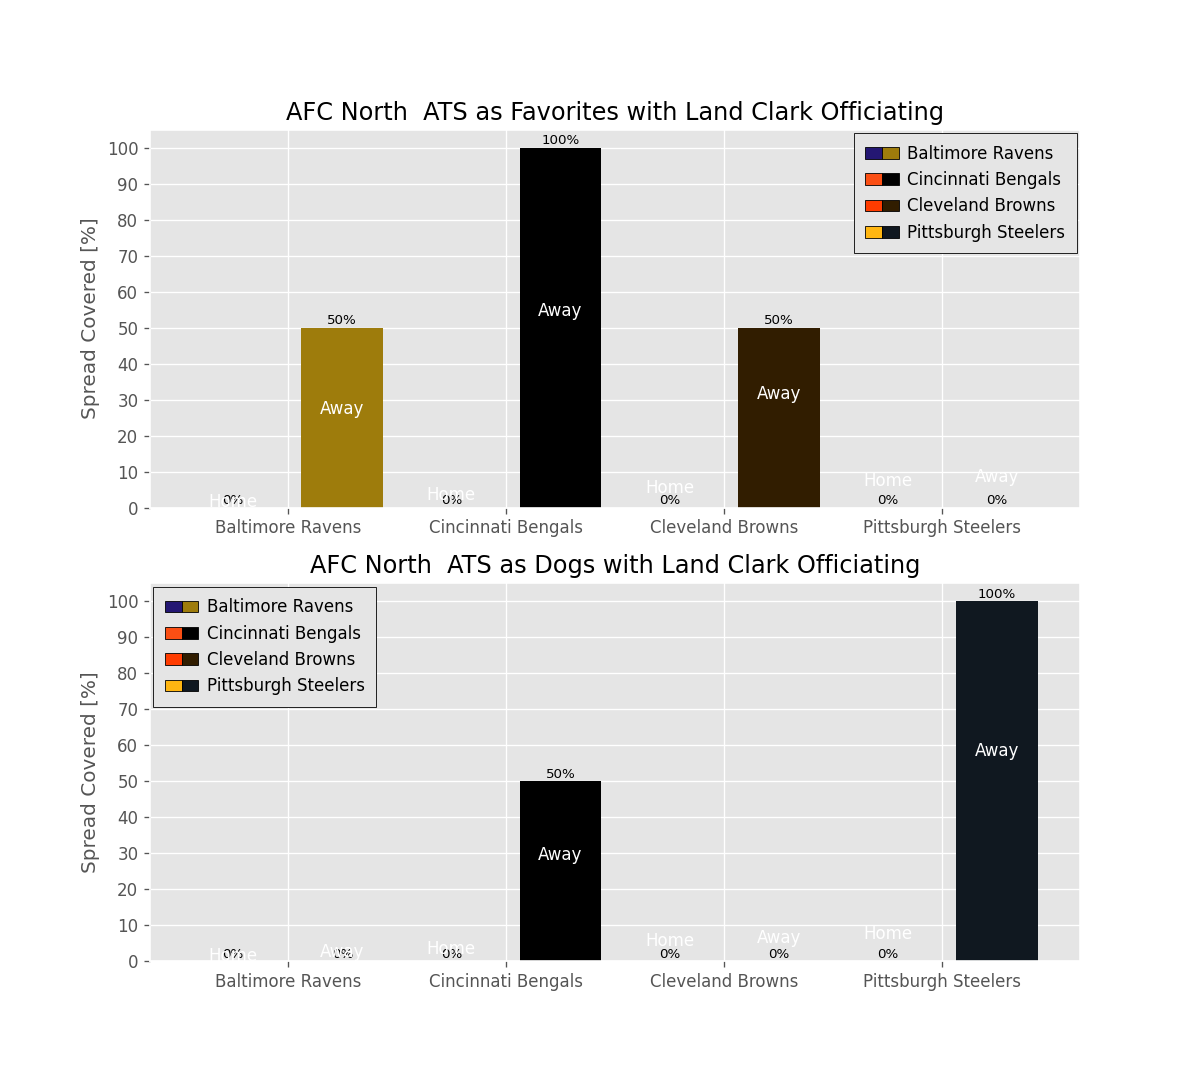 AFC North  ATS as Favorites with Land Clark Officiating
Spread Covered [%]
100
90
80
70
60
50
40
30
20
10
0
Baltimore Ravens
Cincinnati Bengals
Cleveland Browns
Pittsburgh Steelers
0%
Home
50%
Away
0%
Home
100%
Away
0%
Home
50%
Away
0%
Home
0%
Away
Baltimore Ravens
Cincinnati Bengals
Cleveland Browns
Pittsburgh Steelers
AFC North  ATS as Dogs with Land Clark Officiating
Spread Covered [%]
100
90
80
70
60
50
40
30
20
10
0
Baltimore Ravens
Cincinnati Bengals
Cleveland Browns
Pittsburgh Steelers
0%
Home
0%
Away
0%
Home
50%
Away
0%
Home
0%
Away
0%
Home
100%
Away
Baltimore Ravens
Cincinnati Bengals
Cleveland Browns
Pittsburgh Steelers